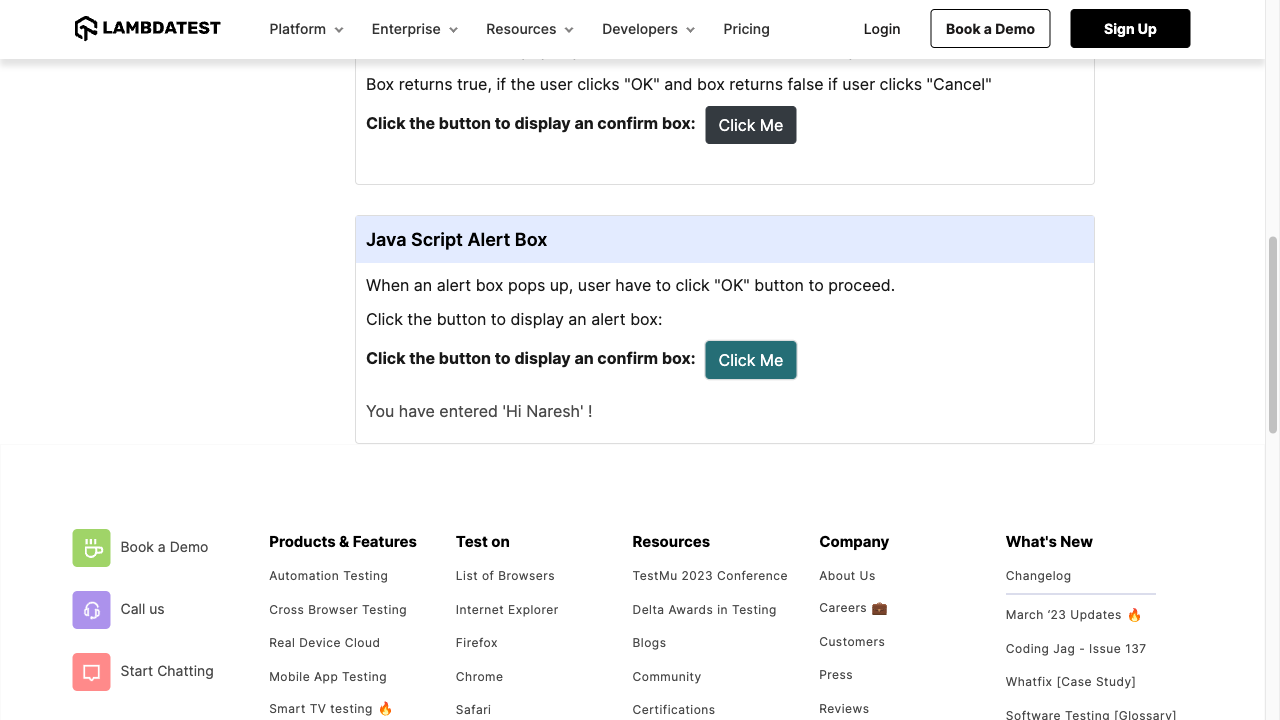 LAMBDATEST
Platform Enterprise Resources Developers Pricing Login Book a Demo Sign Up
Box returns true, if the user clicks "OK" and box returns false if user clicks "Cancel"
Click the button to display an confirm box: Click Me
Java Script Alert Box
When an alert box pops up, user have to click "OK" button to proceed.
Click the button to display an alert box:
Click the button to display an confirm box: Click Me
You have entered 'Hi Naresh' !
Book a Demo
Call us
Start Chatting
Products & Features
Automation Testing
Cross Browser Testing
Real Device Cloud
Mobile App Testing
Smart TV testing 🔥
Test on
List of Browsers
Internet Explorer
Firefox
Chrome
Safari
Resources
TestMu 2023 Conference
Delta Awards in Testing
Blogs
Community
Certifications
Company
About Us
Careers 💼
Customers
Press
Reviews
What's New
Changelog
March ‘23 Updates 🔥
Coding Jag - Issue 137
Whatfix [Case Study]
Software Testing [Glossary]